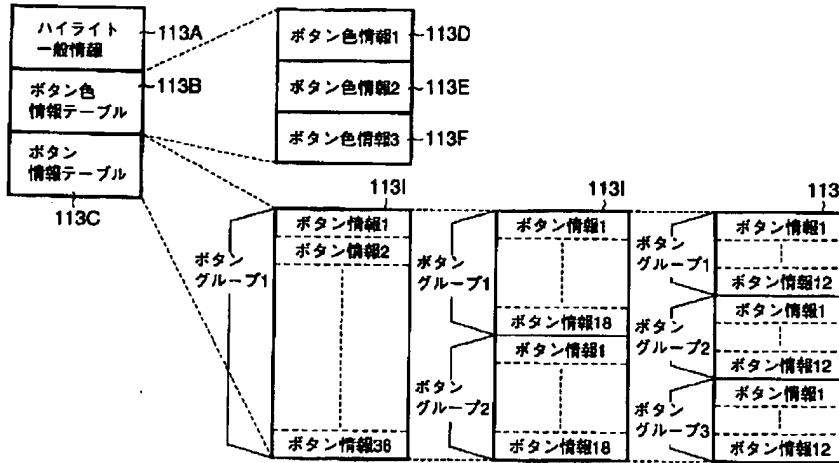 ハイライト
一般情報
113A
ボタン色
情報テーブル
113B
ボタン
情報テーブル
113C
ボタン色情報1
113D
ボタン色情報2
113E
ボタン色情報3
113F
113I
ボタン
グループ1
ボタン情報1
ボタン情報2
ボタン情報36
113I
ボタン
グループ1
ボタン情報1
ボタン情報18
ボタン
グループ2
ボタン情報1
ボタン情報18
113
ボタン
グループ1
ボタン情報1
ボタン情報12
ボタン
グループ2
ボタン情報1
ボタン情報12
ボタン
グループ3
ボタン情報1
ボタン情報12